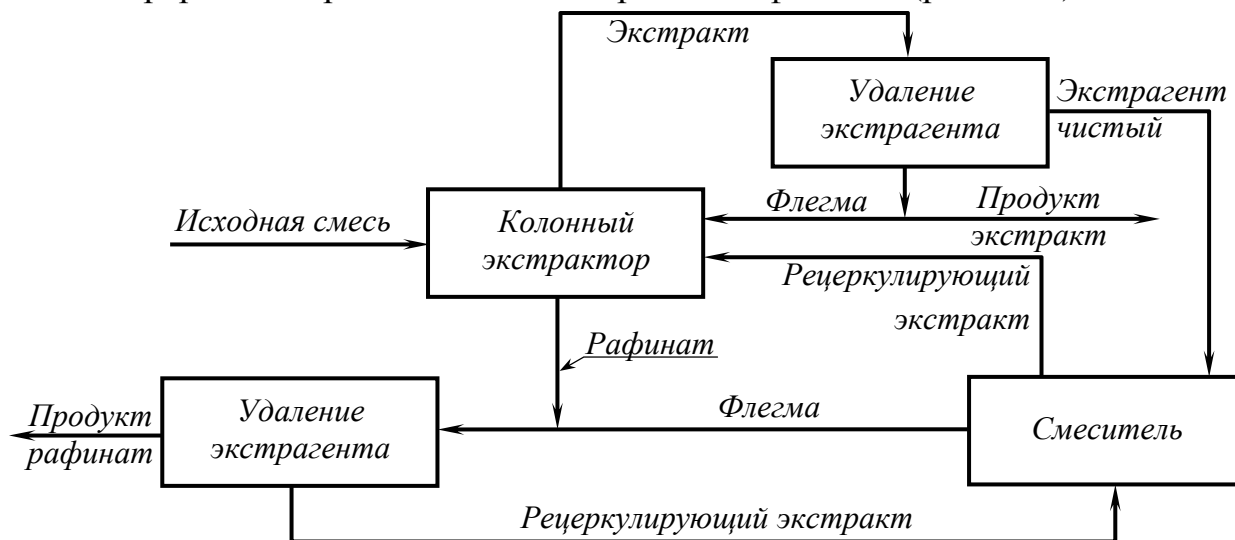 Экстракт
Удаление
экстрагента
Экстрагент
чистый
Исходная смесь
Колонный
экстрактор
Флегма
Продукт
экстракт
Рецеркулирующий
экстракт
Рафинат
Продукт
рафинат
Удаление
экстрагента
Флегма
Смеситель
Рецеркулирующий экстракт